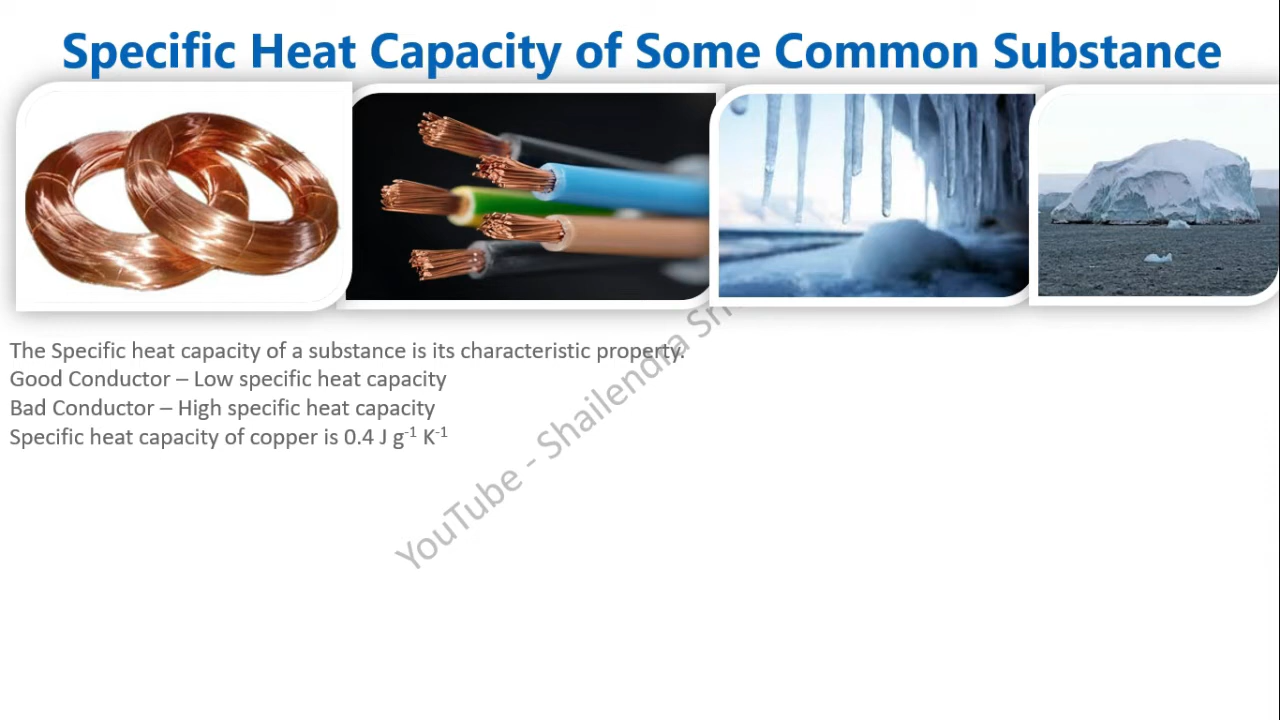 Specific Heat Capacity of Some Common Substance
The Specific heat capacity of a substance is its characteristic property.
Good Conductor – Low specific heat capacity
Bad Conductor – High specific heat capacity
Specific heat capacity of copper is 0.4 J g⁻¹ K⁻¹
YouTube - Shailendra